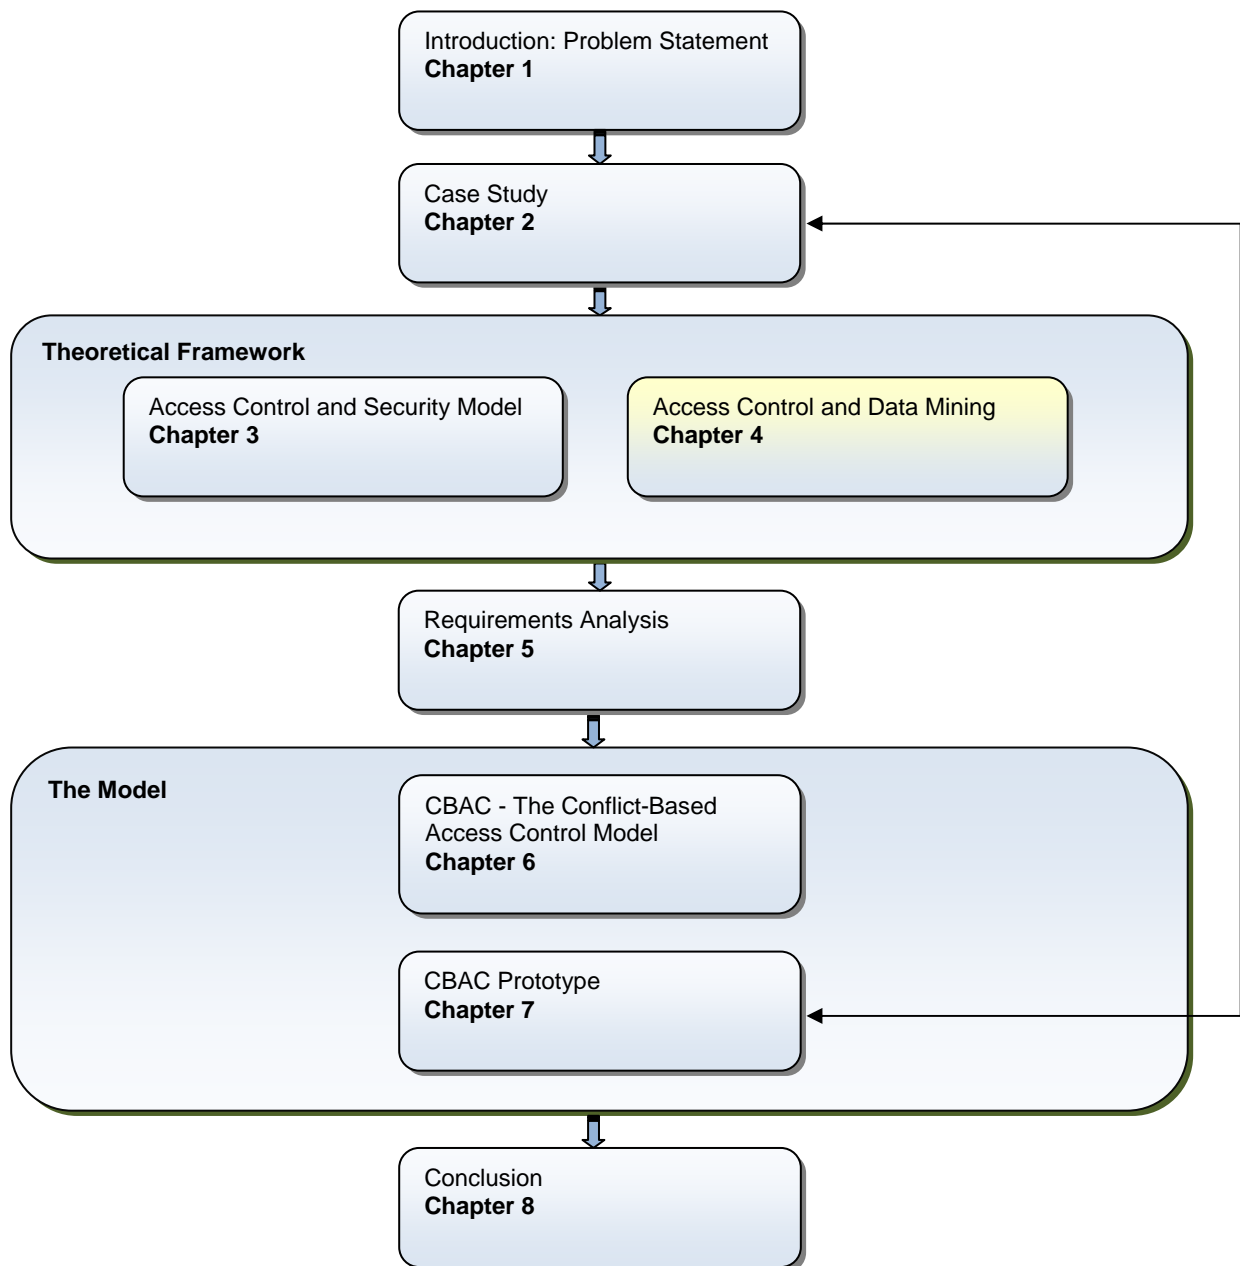 Introduction: Problem Statement
Chapter 1
Case Study
Chapter 2
Theoretical Framework
Access Control and Security Model
Chapter 3
Access Control and Data Mining
Chapter 4
Requirements Analysis
Chapter 5
The Model
CBAC - The Conflict-Based
Access Control Model
Chapter 6
CBAC Prototype
Chapter 7
Conclusion
Chapter 8